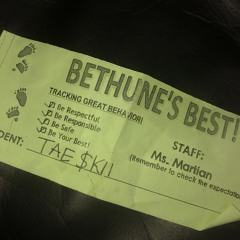 BETHUNE'S BEST!
TRACKING GREAT BEHAVIOR!
Be Respectful
Be Responsible
Be Safe
Be Your Best!
DENT: TAE $KII
STAFF:
Ms. Martian
(Remember to check the expectation